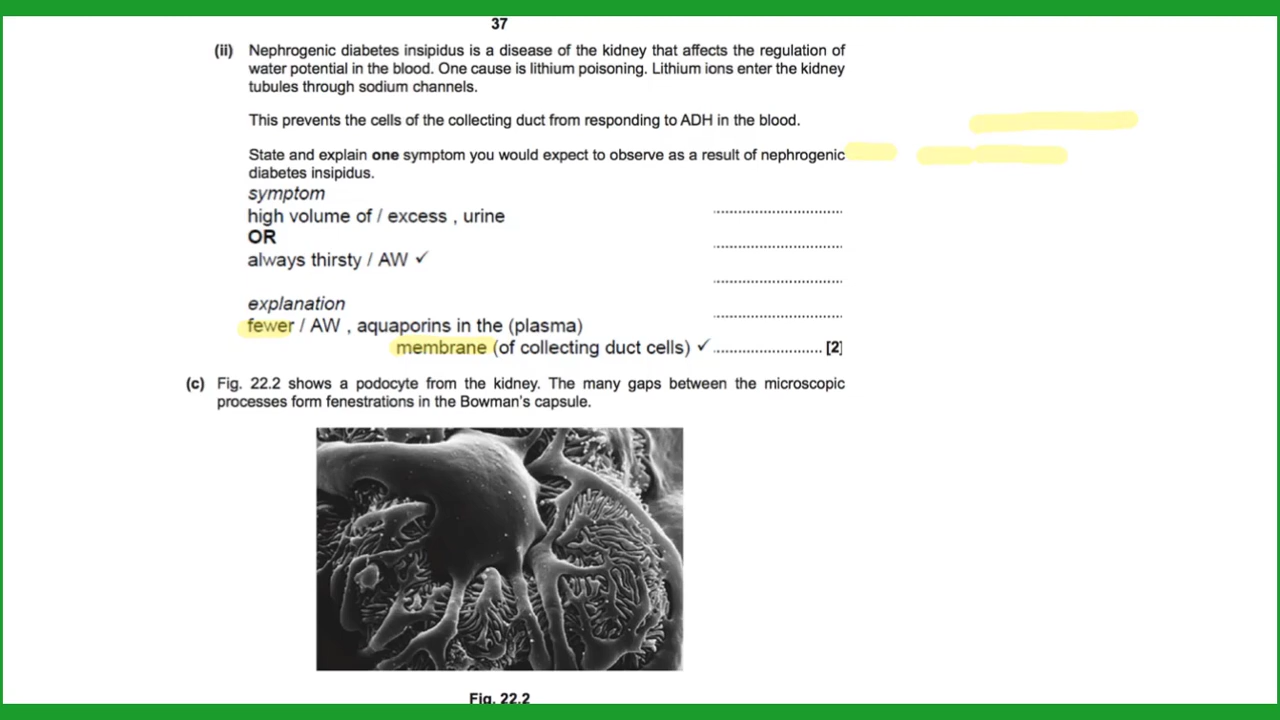 37
(ii) Nephrogenic diabetes insipidus is a disease of the kidney that affects the regulation of
water potential in the blood. One cause is lithium poisoning. Lithium ions enter the kidney
tubules through sodium channels.
This prevents the cells of the collecting duct from responding to ADH in the blood.
State and explain one symptom you would expect to observe as a result of nephrogenic
diabetes insipidus.
symptom
high volume of / excess , urine
OR
always thirsty / AW ✓
explanation
fewer / AW , aquaporins in the (plasma)
membrane (of collecting duct cells) ✓ .......................... [2]
(c) Fig. 22.2 shows a podocyte from the kidney. The many gaps between the microscopic
processes form fenestrations in the Bowman's capsule.
Fig. 22.2